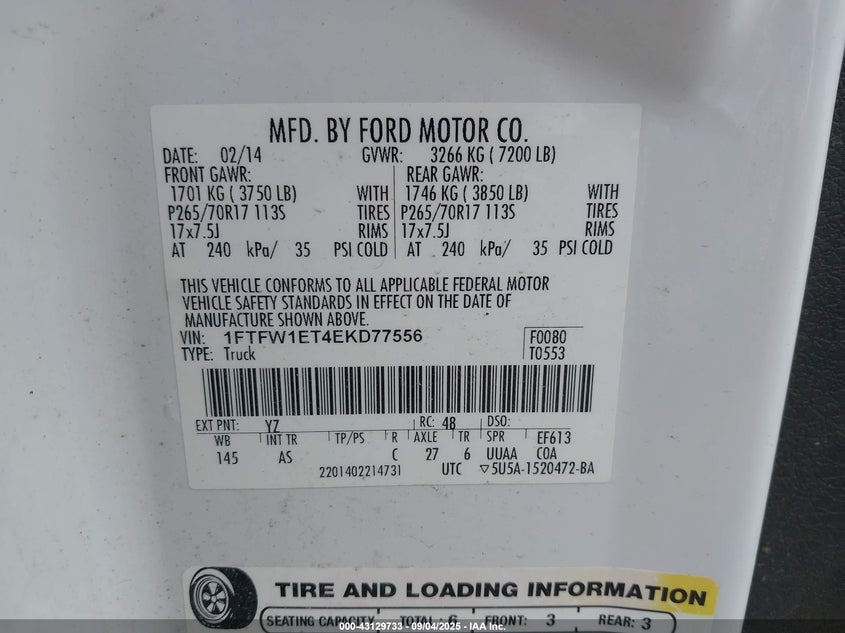 MFD. BY FORD MOTOR CO.
DATE: 02/14 GVWR: 3266 KG ( 7200 LB)
FRONT GAWR: REAR GAWR:
1701 KG ( 3750 LB) WITH 1746 KG ( 3850 LB) WITH
P265/70R17 113S TIRES P265/70R17 113S TIRES
17x7.5J RIMS 17x7.5J RIMS
AT 240 kPa/ 35 PSI COLD AT 240 kPa/ 35 PSI COLD
THIS VEHICLE CONFORMS TO ALL APPLICABLE FEDERAL MOTOR
VEHICLE SAFETY STANDARDS IN EFFECT ON THE DATE OF
MANUFACTURE SHOWN ABOVE.
VIN: 1FTFW1ET4EKD77556 F0080
TYPE: Truck T0553
EXT PNT: YZ RC: 48 DSO:
WB INT TR TP/PS R AXLE TR SPR EF613
145 AS C 27 6 UUAA COA
2201402214731 UTC ▽5U5A-1520472-BA
TIRE AND LOADING INFORMATION
SEATING CAPACITY TOTAL : 6 FRONT: 3 REAR: 3
000-43129733 - 09/04/2025 - IAA Inc.